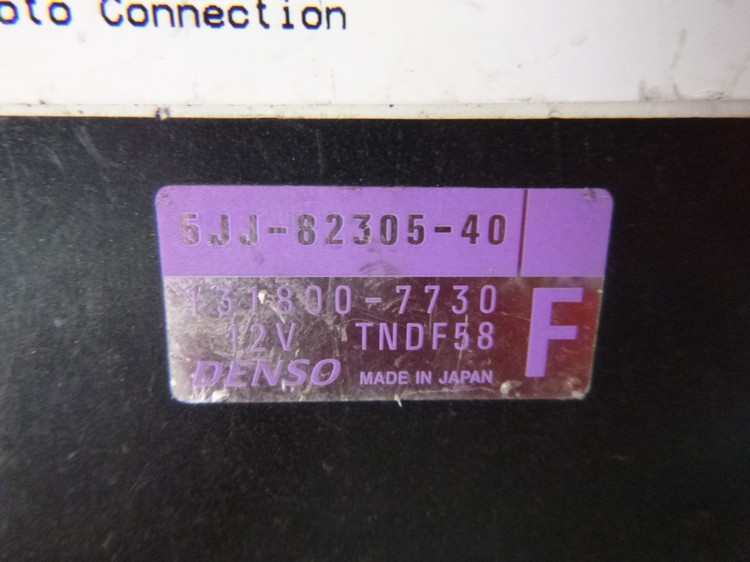 oto Connection
5JJ-82305-40
131800-7730
12V TNDF58
F
DENSO MADE IN JAPAN